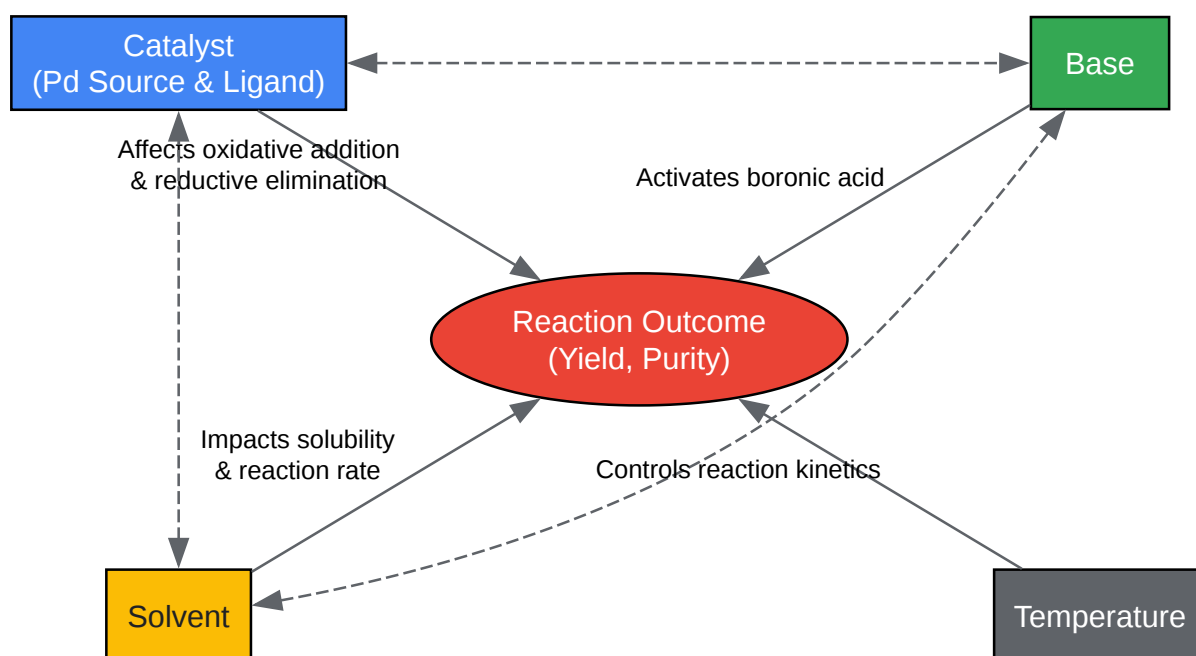 Catalyst
(Pd Source & Ligand)
Base
Affects oxidative addition
& reductive elimination
Activates boronic acid
Reaction Outcome
(Yield, Purity)
Impacts solubility
& reaction rate
Controls reaction kinetics
Solvent
Temperature